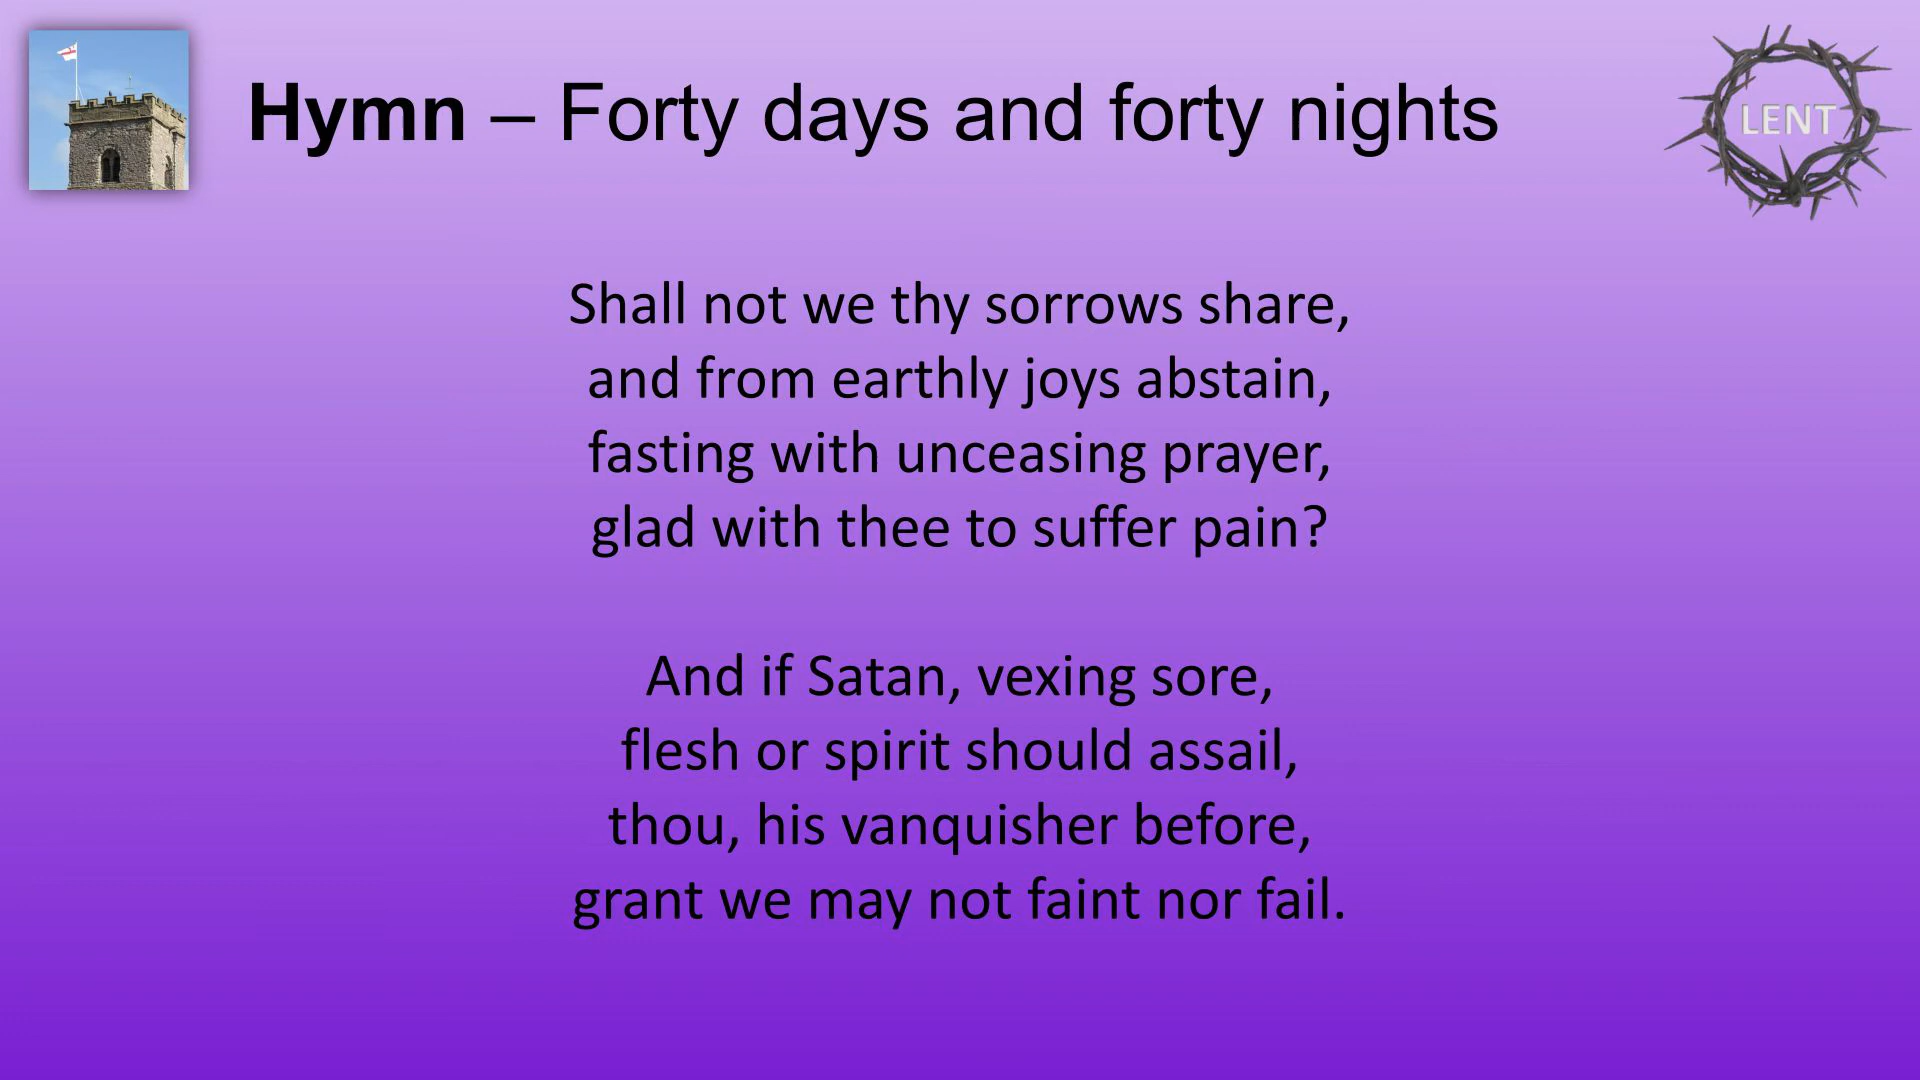 Hymn – Forty days and forty nights
LENT
Shall not we thy sorrows share,
and from earthly joys abstain,
fasting with unceasing prayer,
glad with thee to suffer pain?
And if Satan, vexing sore,
flesh or spirit should assail,
thou, his vanquisher before,
grant we may not faint nor fail.